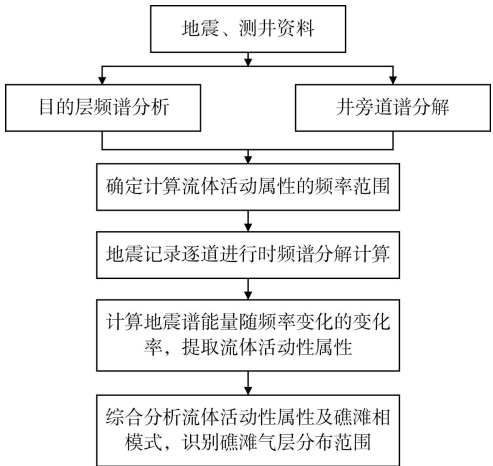 地震、测井资料
目的层频谱分析
井旁道谱分解
确定计算流体活动属性的频率范围
地震记录逐道进行时频谱分解计算
计算地震谱能量随频率变化的变化
率，提取流体活动性属性
综合分析流体活动性属性及礁滩相
模式，识别礁滩气层分布范围